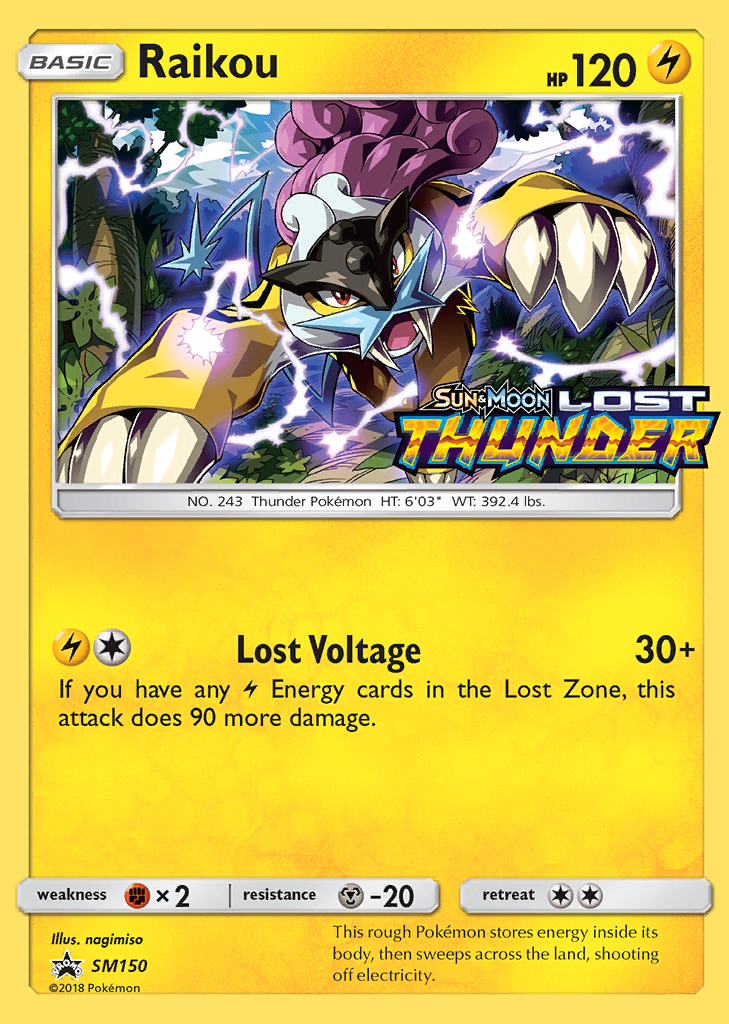 BASIC Raikou HP 120
SUN & MOON LOST
THUNDER
NO. 243 Thunder Pokémon HT: 6'03" WT: 392.4 lbs.
Lost Voltage 30+
If you have any Energy cards in the Lost Zone, this
attack does 90 more damage.
weakness × 2 resistance -20 retreat
Illus. nagimiso
PROMO SM150
©2018 Pokémon
This rough Pokémon stores energy inside its
body, then sweeps across the land, shooting
off electricity.